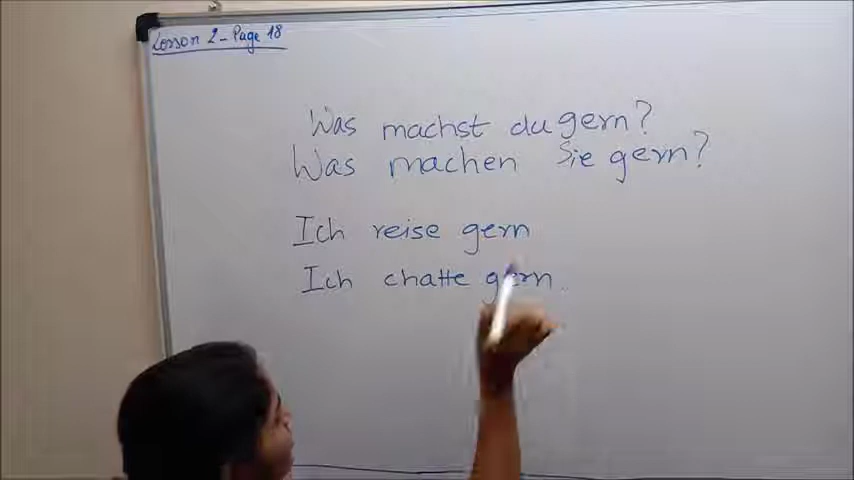 Lesson 2 - Page 18
Was machst du gern?
Was machen Sie gern?
Ich reise gern
Ich chatte gern.